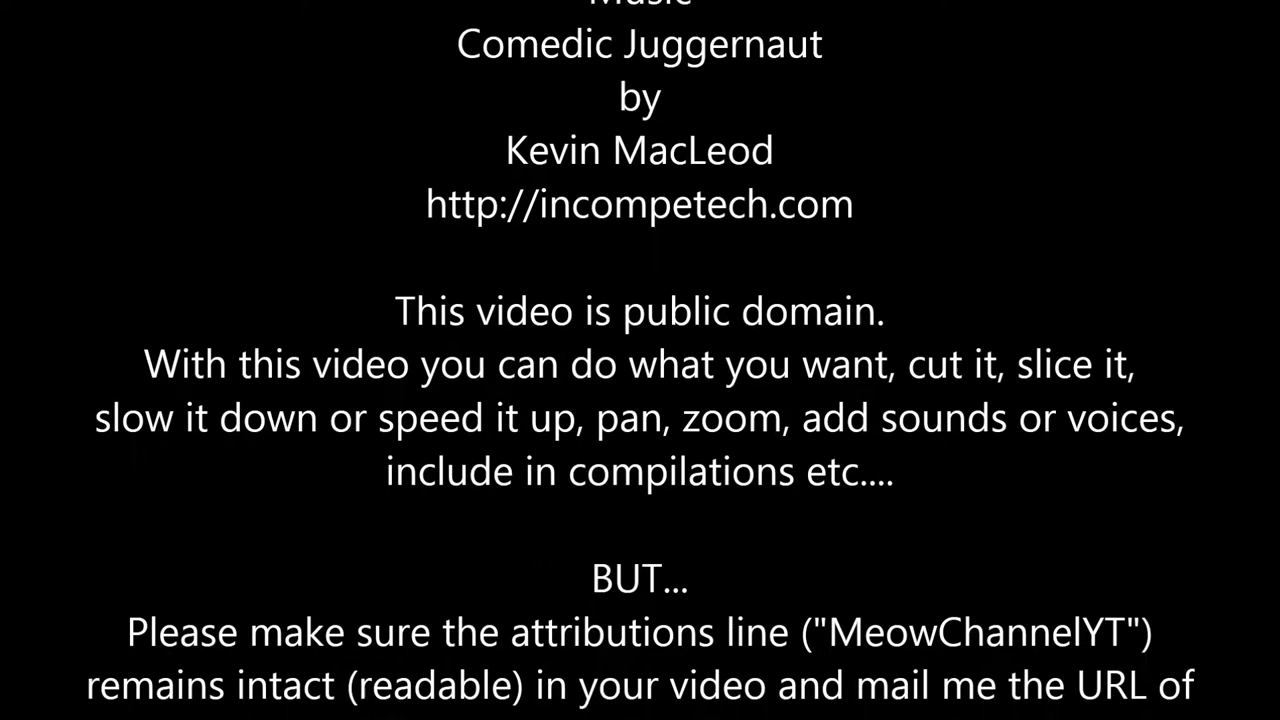 Music
Comedic Juggernaut
by
Kevin MacLeod
http://incompetech.com
This video is public domain.
With this video you can do what you want, cut it, slice it,
slow it down or speed it up, pan, zoom, add sounds or voices,
include in compilations etc....
BUT...
Please make sure the attributions line ("MeowChannelYT")
remains intact (readable) in your video and mail me the URL of